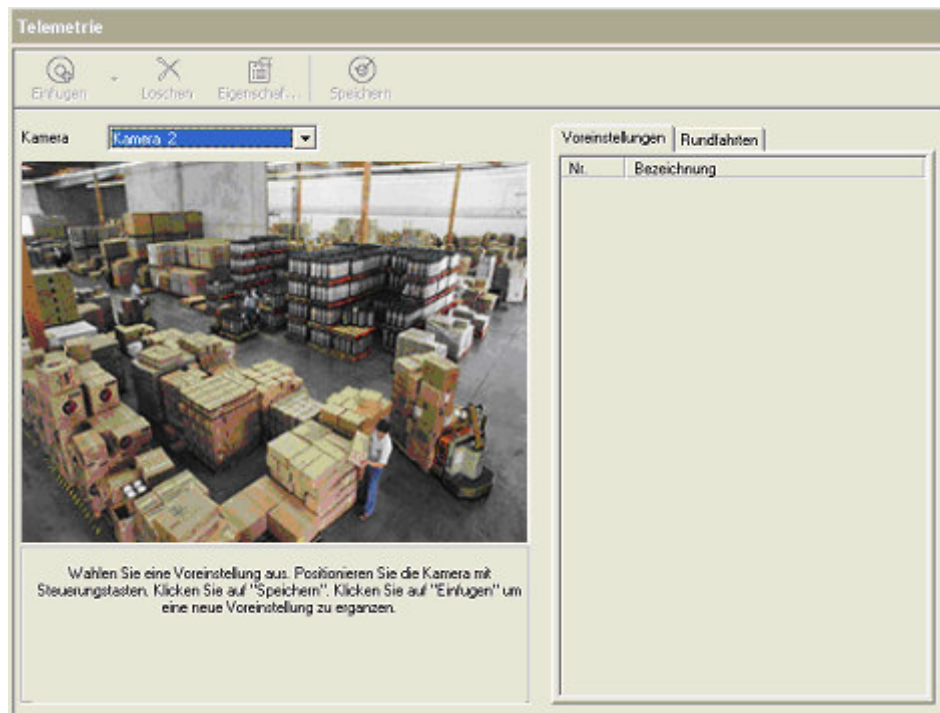 Telemetrie
Einfugen Loschen Eigenschaf... Speichern
Kamera Kamera 2
Voreinstellungen Rundfahrten
Nr. Bezeichnung
Wahlen Sie eine Voreinstellung aus. Positionieren Sie die Kamera mit
Steuerungstasten. Klicken Sie auf "Speichern". Klicken Sie auf "Einfugen" um
eine neue Voreinstellung zu erganzen.